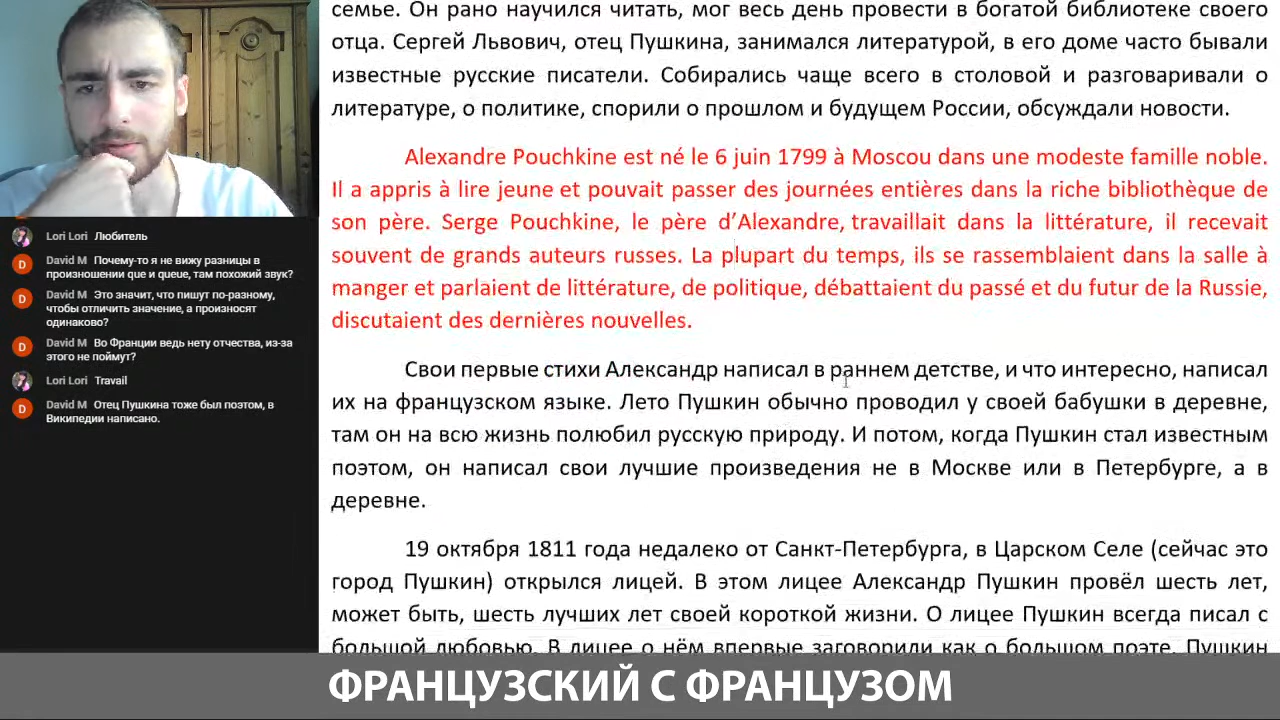 семье. Он рано научился читать, мог весь день провести в богатой библиотеке своего
отца. Сергей Львович, отец Пушкина, занимался литературой, в его доме часто бывали
известные русские писатели. Собирались чаще всего в столовой и разговаривали о
литературе, о политике, спорили о прошлом и будущем России, обсуждали новости.
Alexandre Pouchkine est né le 6 juin 1799 à Moscou dans une modeste famille noble.
Il a appris à lire jeune et pouvait passer des journées entières dans la riche bibliothèque de
son père. Serge Pouchkine, le père d’Alexandre, travaillait dans la littérature, il recevait
souvent de grands auteurs russes. La plupart du temps, ils se rassemblaient dans la salle à
manger et parlaient de littérature, de politique, débattaient du passé et du futur de la Russie,
discutaient des dernières nouvelles.
Свои первые стихи Александр написал в раннем детстве, и что интересно, написал
их на французском языке. Лето Пушкин обычно проводил у своей бабушки в деревне,
там он на всю жизнь полюбил русскую природу. И потом, когда Пушкин стал известным
поэтом, он написал свои лучшие произведения не в Москве или в Петербурге, а в
деревне.
19 октября 1811 года недалеко от Санкт-Петербурга, в Царском Селе (сейчас это
город Пушкин) открылся лицей. В этом лицее Александр Пушкин провёл шесть лет,
может быть, шесть лучших лет своей короткой жизни. О лицее Пушкин всегда писал с
большой любовью. В лицее о нём впервые заговорили как о большом поэте. Пушкин
Lori Lori Любитель
D David M Почему-то я не вижу разницы в
произношении que и queue, там похожий звук?
D David M Это значит, что пишут по-разному,
чтобы отличить значение, а произносят
одинаково?
D David M Во Франции ведь нету отчества, из-за
этого не поймут?
Lori Lori Travail
D David M Отец Пушкина тоже был поэтом, в
Википедии написано.
ФРАНЦУЗСКИЙ С ФРАНЦУЗОМ